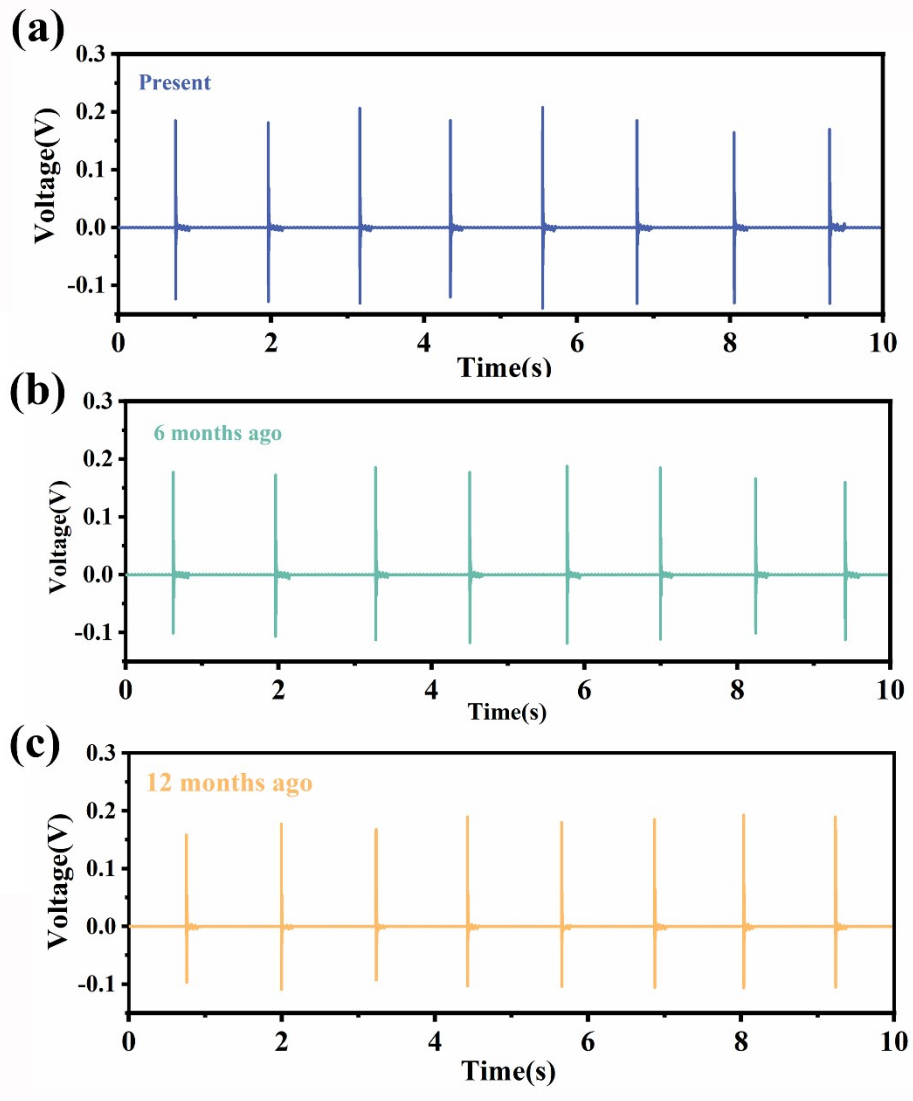 (a)
0.3
Present
0.2
0.1
0.0
-0.1
Voltage(V)
0 2 4 6 8 10
Time(s)
(b)
0.3
6 months ago
0.2
0.1
0.0
-0.1
Voltage(V)
0 2 4 6 8 10
Time(s)
(c)
0.3
12 months ago
0.2
0.1
0.0
-0.1
Voltage(V)
0 2 4 6 8 10
Time(s)